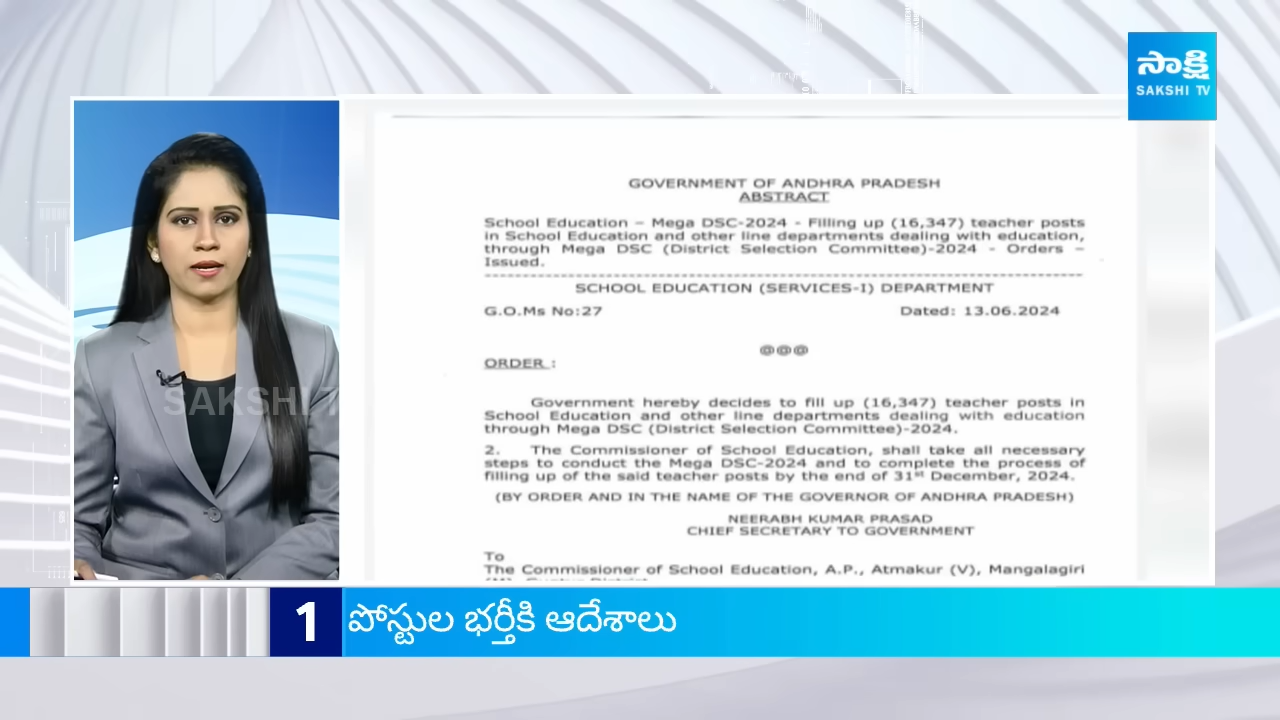 సాక్షి
SAKSHI TV
GOVERNMENT OF ANDHRA PRADESH
ABSTRACT
School Education – Mega DSC-2024 - Filling up (16,347) teacher posts
in School Education and other line departments dealing with education,
through Mega DSC (District Selection Committee)-2024 - Orders –
Issued.
SCHOOL EDUCATION (SERVICES-I) DEPARTMENT
G.O.Ms No:27 Dated: 13.06.2024
@@@
ORDER :
Government hereby decides to fill up (16,347) teacher posts in
School Education and other line departments dealing with education
through Mega DSC (District Selection Committee)-2024.
2. The Commissioner of School Education, shall take all necessary
steps to conduct the Mega DSC-2024 and to complete the process of
filling up of the said teacher posts by the end of 31st December, 2024.
(BY ORDER AND IN THE NAME OF THE GOVERNOR OF ANDHRA PRADESH)
NEERABH KUMAR PRASAD
CHIEF SECRETARY TO GOVERNMENT
To
The Commissioner of School Education, A.P., Atmakur (V), Mangalagiri
SAKSHI T
1 పోస్టుల భర్తీకి ఆదేశాలు